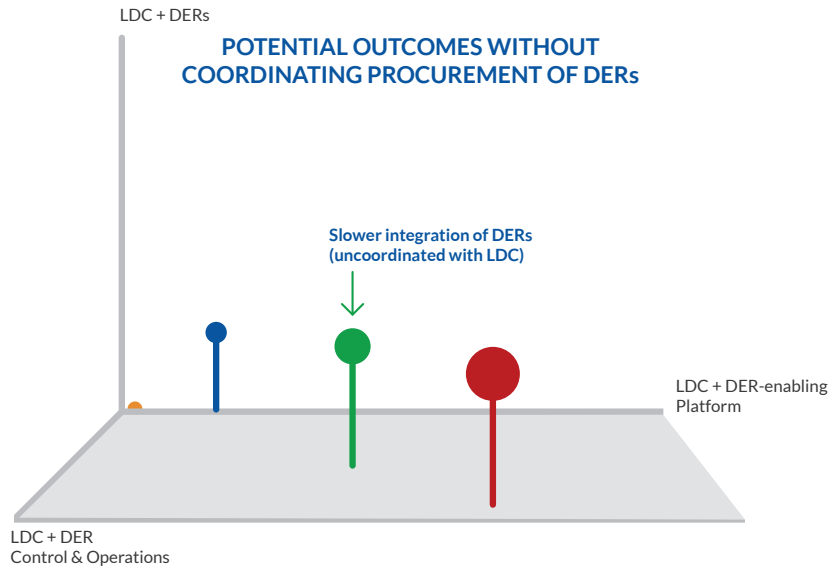 LDC + DERs
POTENTIAL OUTCOMES WITHOUT
COORDINATING PROCUREMENT OF DERs
Slower integration of DERs
(uncoordinated with LDC)
LDC + DER-enabling
Platform
LDC + DER
Control & Operations